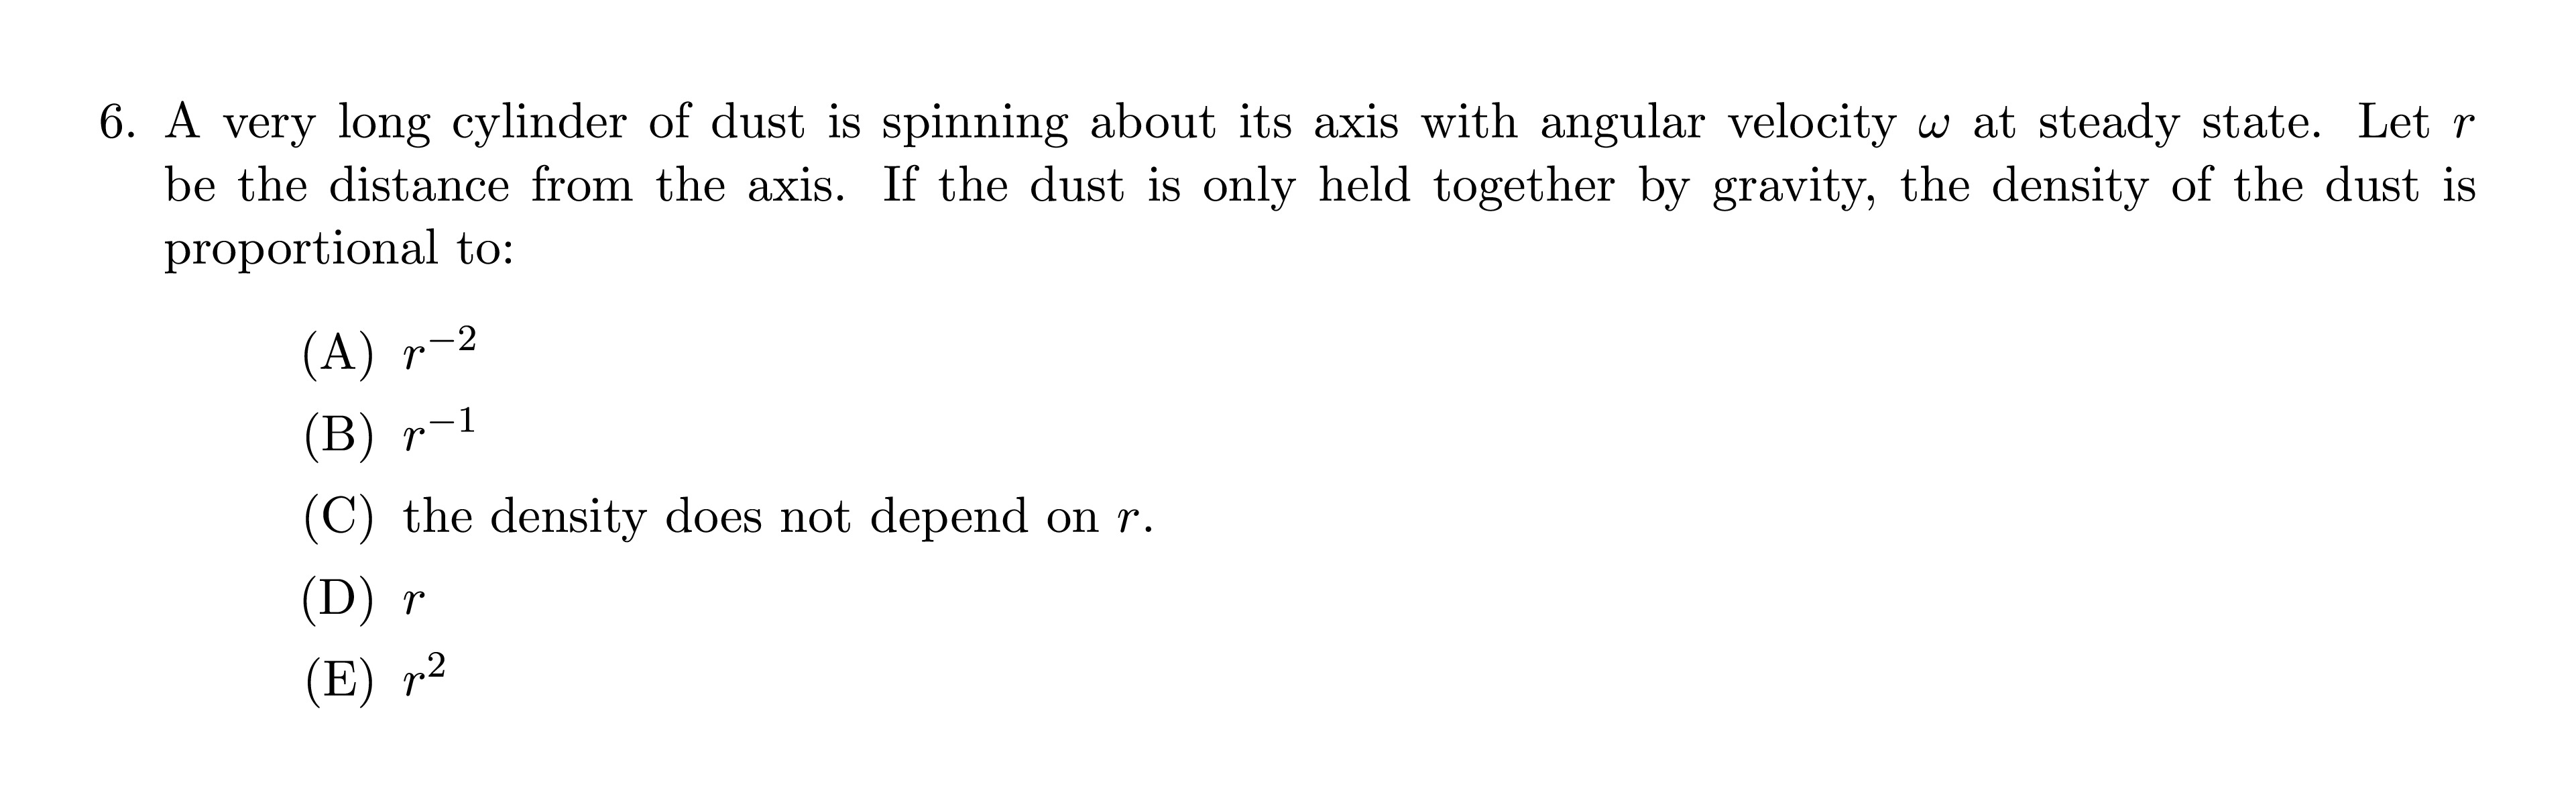 6. A very long cylinder of dust is spinning about its axis with angular velocity ω at steady state. Let r
be the distance from the axis. If the dust is only held together by gravity, the density of the dust is
proportional to:
(A) r⁻²
(B) r⁻¹
(C) the density does not depend on r.
(D) r
(E) r²